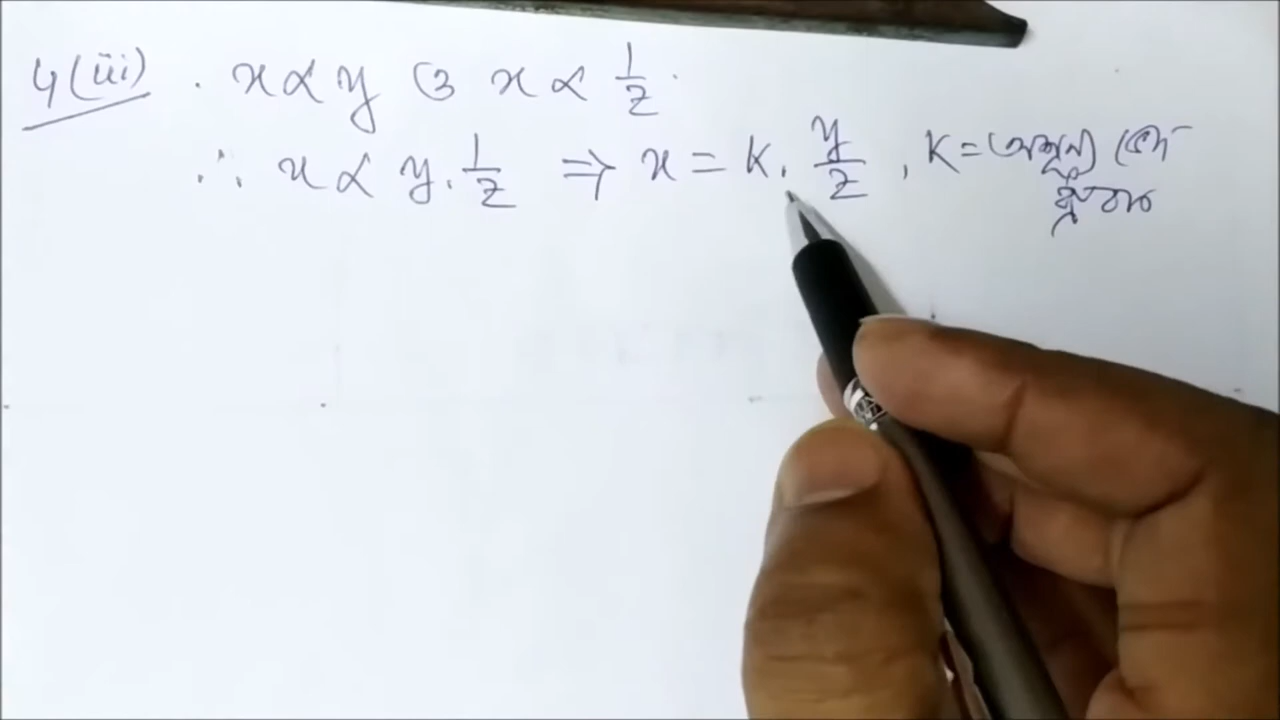 4(iii) . x ∝ y ও x ∝ 1/z .
∴ x ∝ y. 1/z ⇒ x = K. y/z , K = অশূন্য ভেদ
ধ্রুবক